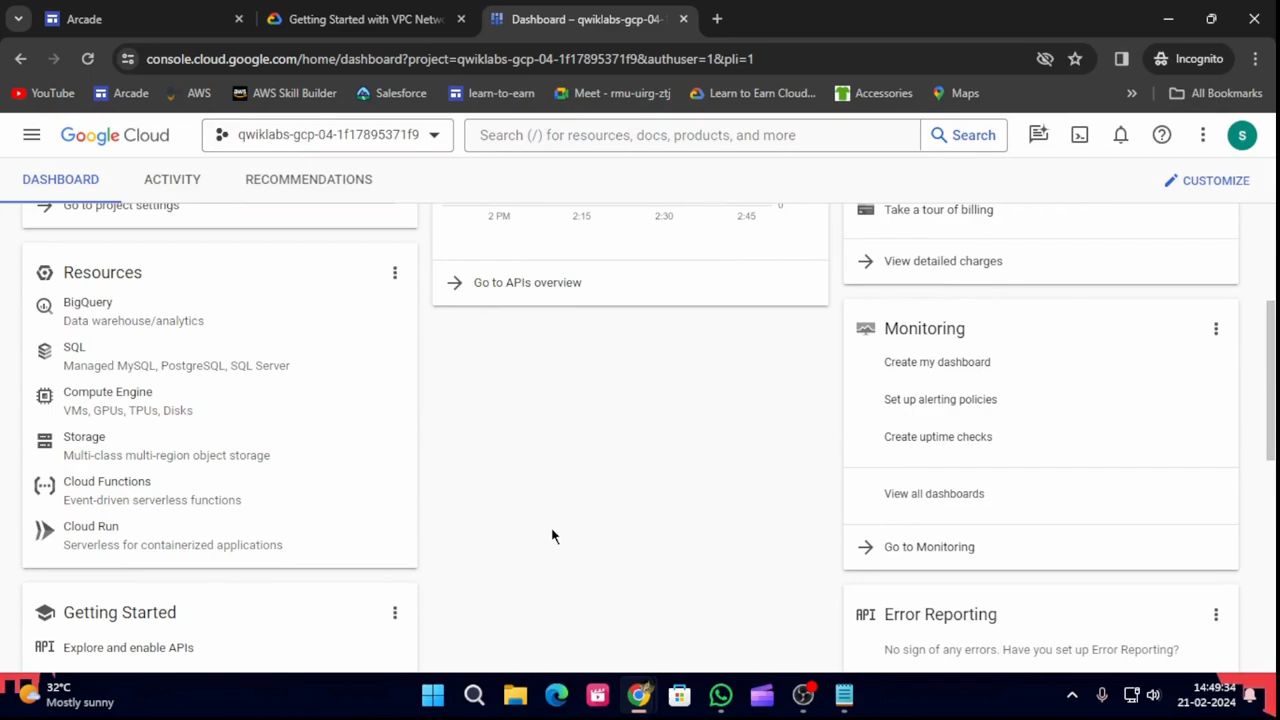 Arcade
Getting Started with VPC Netw
Dashboard – qwiklabs-gcp-04-
console.cloud.google.com/home/dashboard?project=qwiklabs-gcp-04-1f17895371f9&authuser=1&pli=1
Incognito
YouTube
Arcade
AWS
AWS Skill Builder
Salesforce
learn-to-earn
Meet - rmu-uirg-ztj
Learn to Earn Cloud...
Accessories
Maps
All Bookmarks
Google Cloud
qwiklabs-gcp-04-1f17895371f9
Search (/) for resources, docs, products, and more
Search
S
DASHBOARD
ACTIVITY
RECOMMENDATIONS
CUSTOMIZE
Go to project settings
Resources
BigQuery
Data warehouse/analytics
SQL
Managed MySQL, PostgreSQL, SQL Server
Compute Engine
VMs, GPUs, TPUs, Disks
Storage
Multi-class multi-region object storage
Cloud Functions
Event-driven serverless functions
Cloud Run
Serverless for containerized applications
Getting Started
API Explore and enable APIs
2 PM 2:15 2:30 2:45
0
Go to APIs overview
Take a tour of billing
View detailed charges
Monitoring
Create my dashboard
Set up alerting policies
Create uptime checks
View all dashboards
Go to Monitoring
API Error Reporting
No sign of any errors. Have you set up Error Reporting?
32°C
Mostly sunny
14:49:34
21-02-2024